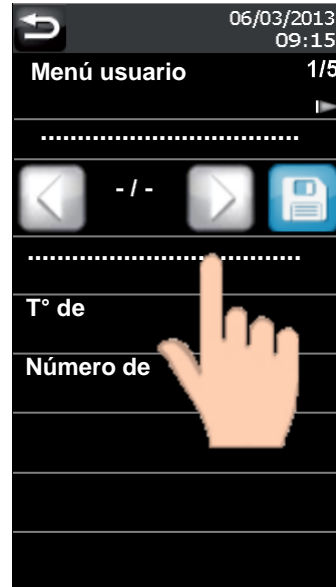 06/03/2013
09:15
Menú usuario 1/5
..................................
- / -
....................................
T° de
Número de